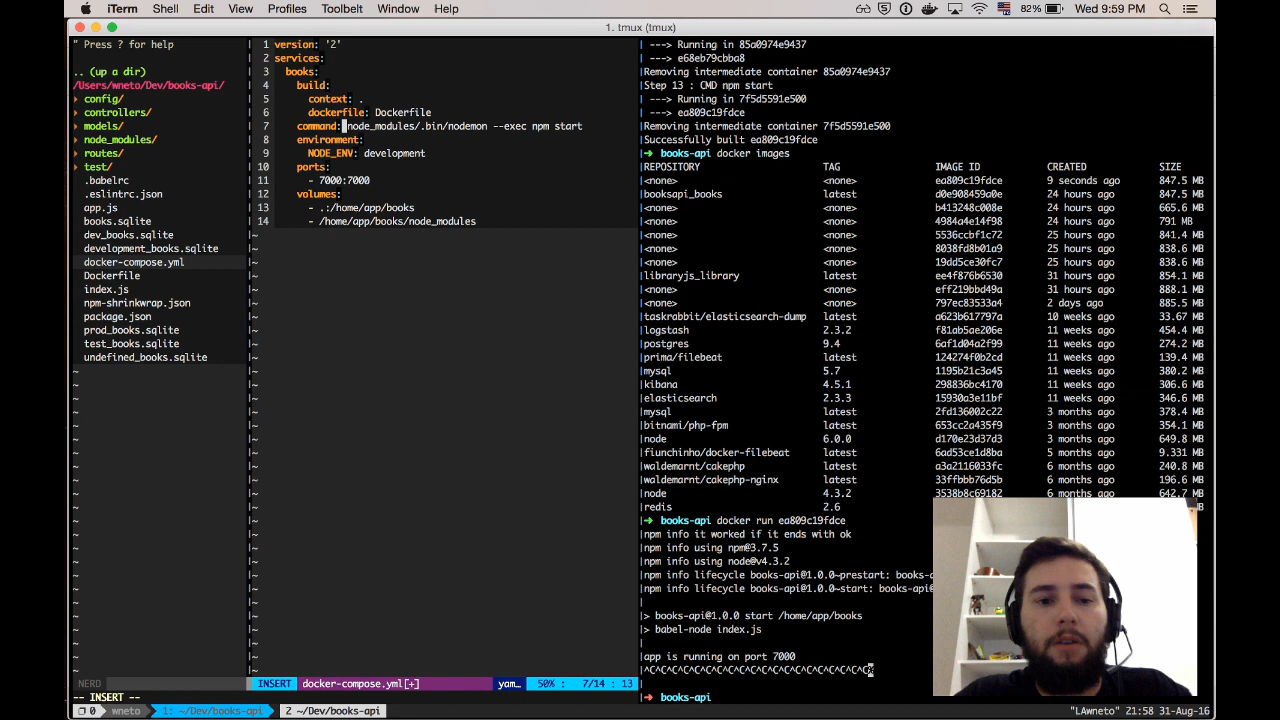 iTerm Shell Edit View Profiles Toolbelt Window Help 82% Wed 9:59 PM
1. tmux (tmux)
" Press ? for help
.. (up a dir)
/Users/wneto/Dev/books-api/
config/
controllers/
models/
node_modules/
routes/
test/
.babelrc
.eslintrc.json
app.js
books.sqlite
dev_books.sqlite
development_books.sqlite
docker-compose.yml
Dockerfile
index.js
npm-shrinkwrap.json
package.json
prod_books.sqlite
test_books.sqlite
undefined_books.sqlite
NERD
1 version: '2'
2 services:
3 books:
4 build:
5 context: .
6 dockerfile: Dockerfile
7 command: node_modules/.bin/nodemon --exec npm start
8 environment:
9 NODE_ENV: development
10 ports:
11 - 7000:7000
12 volumes:
13 - .:/home/app/books
14 - /home/app/books/node_modules
INSERT docker-compose.yml[+] yam… 50% : 7/14 : 13
-- INSERT --
---> Running in 85a0974e9437
---> e68eb79cbba8
Removing intermediate container 85a0974e9437
Step 13 : CMD npm start
---> Running in 7f5d5591e500
---> ea809c19fdce
Removing intermediate container 7f5d5591e500
Successfully built ea809c19fdce
➜ books-api docker images
REPOSITORY TAG IMAGE ID CREATED SIZE
<none> <none> ea809c19fdce 9 seconds ago 847.5 MB
booksapi_books latest d0e908459a0e 24 hours ago 847.5 MB
<none> <none> b413248c008e 24 hours ago 665.6 MB
<none> <none> 4984a4e14f98 24 hours ago 791 MB
<none> <none> 5536ccbf1c72 25 hours ago 841.4 MB
<none> <none> 8038fd8b01a9 25 hours ago 838.6 MB
<none> <none> 19dd5ce30fc7 25 hours ago 838.6 MB
libraryjs_library latest ee4f876b6530 31 hours ago 854.1 MB
<none> <none> eff219bbd49a 31 hours ago 888.1 MB
<none> <none> 797ec83533a4 2 days ago 885.5 MB
taskrabbit/elasticsearch-dump latest a623b617797a 10 weeks ago 33.67 MB
logstash 2.3.2 f81ab5ae206e 11 weeks ago 454.4 MB
postgres 9.4 6af1d04a2f99 11 weeks ago 274.2 MB
prima/filebeat latest 124274f0b2cd 11 weeks ago 139.4 MB
mysql 5.7 1195b21c3a45 11 weeks ago 380.2 MB
kibana 4.5.1 298836bc4170 11 weeks ago 306.6 MB
elasticsearch 2.3.3 15930a3e11bf 11 weeks ago 346.6 MB
mysql latest 2fd136002c22 3 months ago 378.4 MB
bitnami/php-fpm latest 653cc2a435f9 3 months ago 354.1 MB
node 6.0.0 d170e23d37d3 3 months ago 649.8 MB
fiunchinho/docker-filebeat latest 6ad53ce1d8ba 5 months ago 9.331 MB
waldemarnt/cakephp latest a3a2116033fc 6 months ago 240.8 MB
waldemarnt/cakephp-nginx latest 33ffbbb76d5b 6 months ago 196.6 MB
node 4.3.2 3538b8c69182 6 months ago 642.7 MB
redis 2.6
➜ books-api docker run ea809c19fdce
npm info it worked if it ends with ok
npm info using npm@3.7.5
npm info using node@v4.3.2
npm info lifecycle books-api@1.0.0~prestart: books-a
npm info lifecycle books-api@1.0.0~start: books-api@
> books-api@1.0.0 start /home/app/books
> babel-node index.js
app is running on port 7000
^C^C^C^C^C^C^C^C^C^C^C^C^C^C^C^C^C^C^C^C^C
➜ books-api
0 wneto 1: ~/Dev/books-api 2 ~/Dev/books-api "LAwneto" 21:58 31-Aug-16